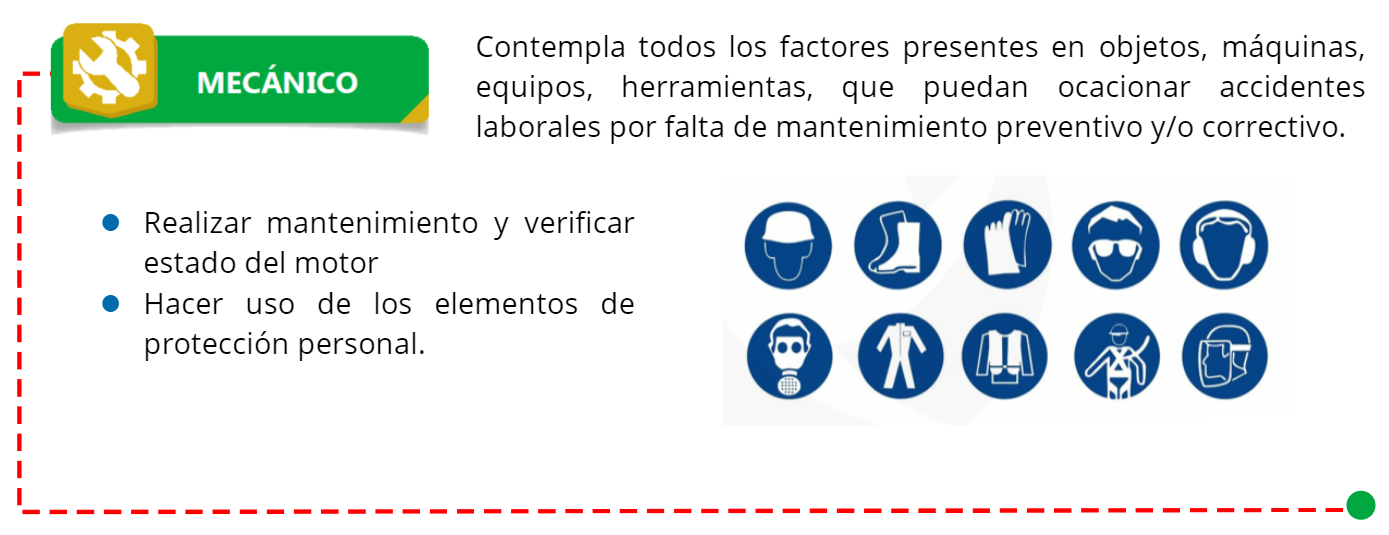 MECÁNICO
Contempla todos los factores presentes en objetos, máquinas,
equipos, herramientas, que puedan ocacionar accidentes
laborales por falta de mantenimiento preventivo y/o correctivo.
Realizar mantenimiento y verificar
estado del motor
Hacer uso de los elementos de
protección personal.